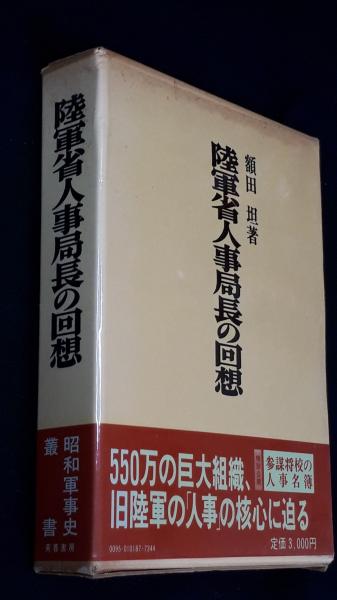 陸軍省人事局長の回想
昭和軍事史
叢書
芙蓉書房
額田 坦著
陸軍省人事局長の回想
550万の巨大組織、
旧陸軍の「人事」の核心に迫る
参謀将校の
人事名簿
定価 3,000円
0095-010187-7344